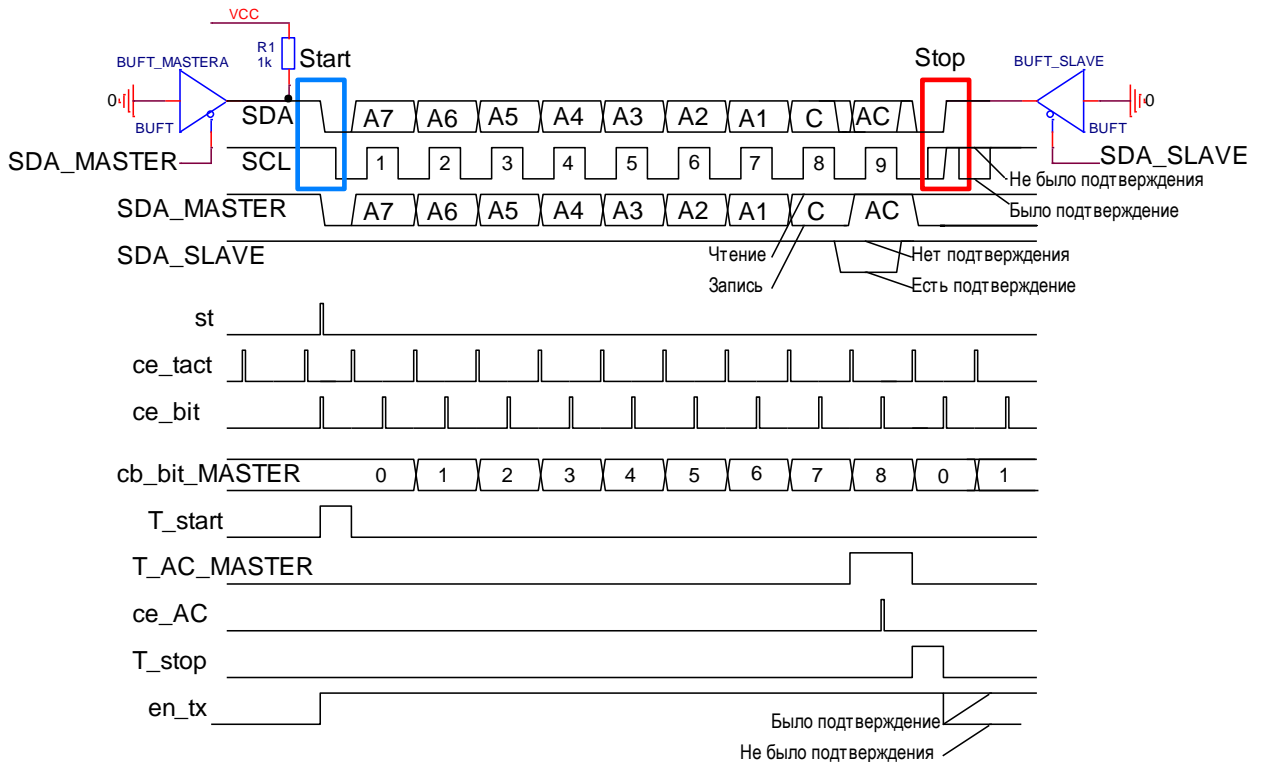 VCC
R1
1k
Start
Stop
BUFT_MASTERA
BUFT_SLAVE
0
0
BUFT
BUFT
SDA A7 A6 A5 A4 A3 A2 A1 C AC
SDA_MASTER
SCL 1 2 3 4 5 6 7 8 9
SDA_SLAVE
Не было подтверждения
Было подтверждение
SDA_MASTER A7 A6 A5 A4 A3 A2 A1 C AC
SDA_SLAVE
Чтение
Нет подтверждения
Запись
Есть подтверждение
st
ce_tact
ce_bit
cb_bit_MASTER 0 1 2 3 4 5 6 7 8 0 1
T_start
T_AC_MASTER
ce_AC
T_stop
en_tx
Было подтверждение
Не было подтверждения